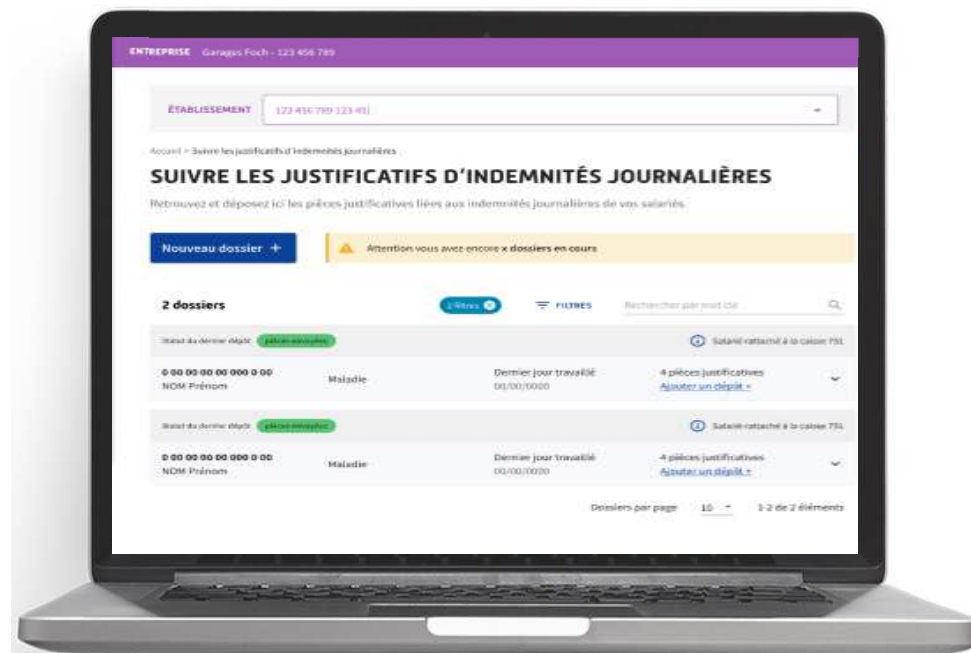 ENTREPRISE Garages Foch - 123 456 789
ÉTABLISSEMENT 123 456 789 123 45
Accueil > Suivre les justificatifs d'indemnités journalières
SUIVRE LES JUSTIFICATIFS D'INDEMNITÉS JOURNALIÈRES
Retrouvez et déposez ici les pièces justificatives liées aux indemnités journalières de vos salariés.
Nouveau dossier +
Attention vous avez encore x dossiers en cours
2 dossiers
2 filtres
FILTRES
Rechercher par mot clé
Statut du dernier dépôt pièces envoyées
Salarié rattaché à la caisse 751
0 00 00 00 00 000 0 00
NOM Prénom
Maladie
Dernier jour travaillé
00/00/0000
4 pièces justificatives
Ajouter un dépôt +
Statut du dernier dépôt pièces envoyées
Salarié rattaché à la caisse 751
0 00 00 00 00 000 0 00
NOM Prénom
Maladie
Dernier jour travaillé
00/00/0000
4 pièces justificatives
Ajouter un dépôt +
Dossiers par page 10 1-2 de 2 éléments